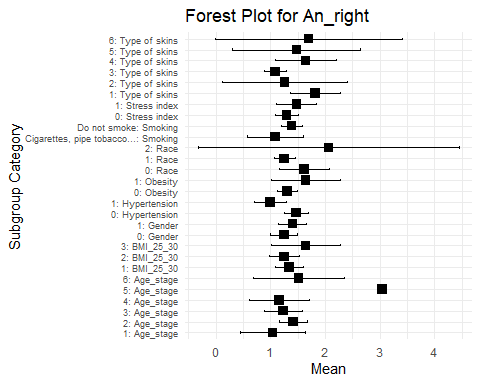 Forest Plot for An_right
Subgroup Category
6: Type of skins
5: Type of skins
4: Type of skins
3: Type of skins
2: Type of skins
1: Type of skins
1: Stress index
0: Stress index
Do not smoke: Smoking
Cigarettes, pipe tobacco...: Smoking
2: Race
1: Race
0: Race
1: Obesity
0: Obesity
1: Hypertension
0: Hypertension
1: Gender
0: Gender
3: BMI_25_30
2: BMI_25_30
1: BMI_25_30
6: Age_stage
5: Age_stage
4: Age_stage
3: Age_stage
2: Age_stage
1: Age_stage
0 1 2 3 4
Mean